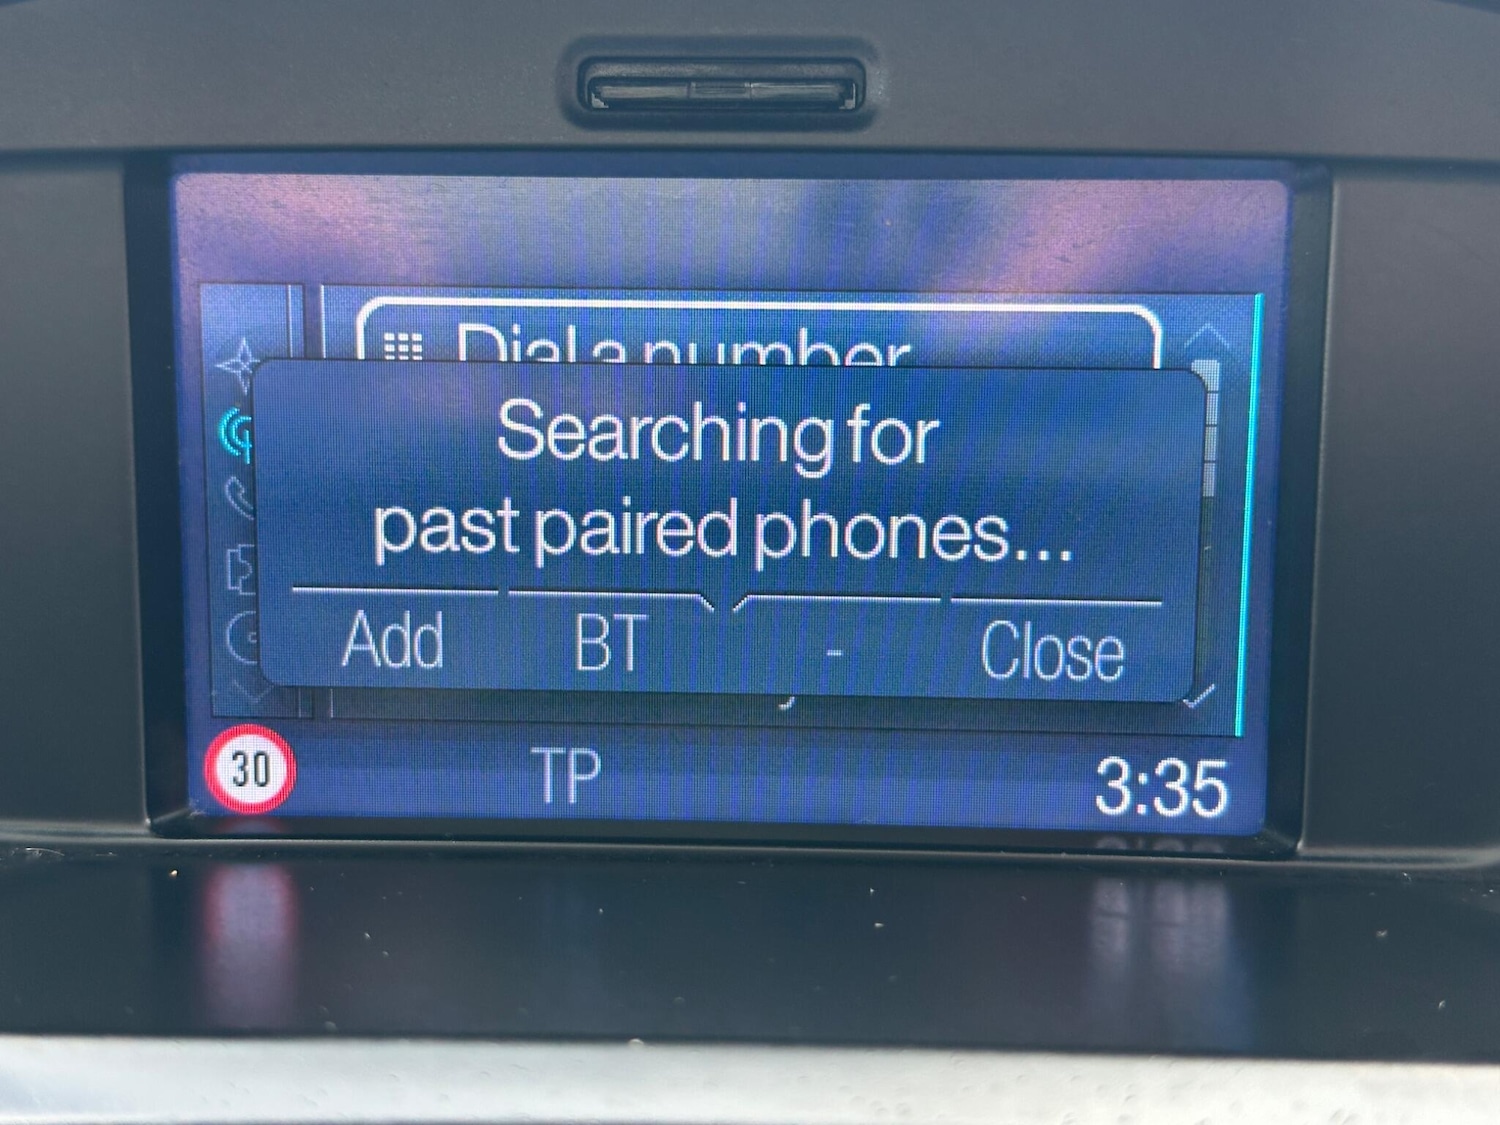 Dial a number
Searching for
past paired phones...
Add BT - Close
30 TP 3:35